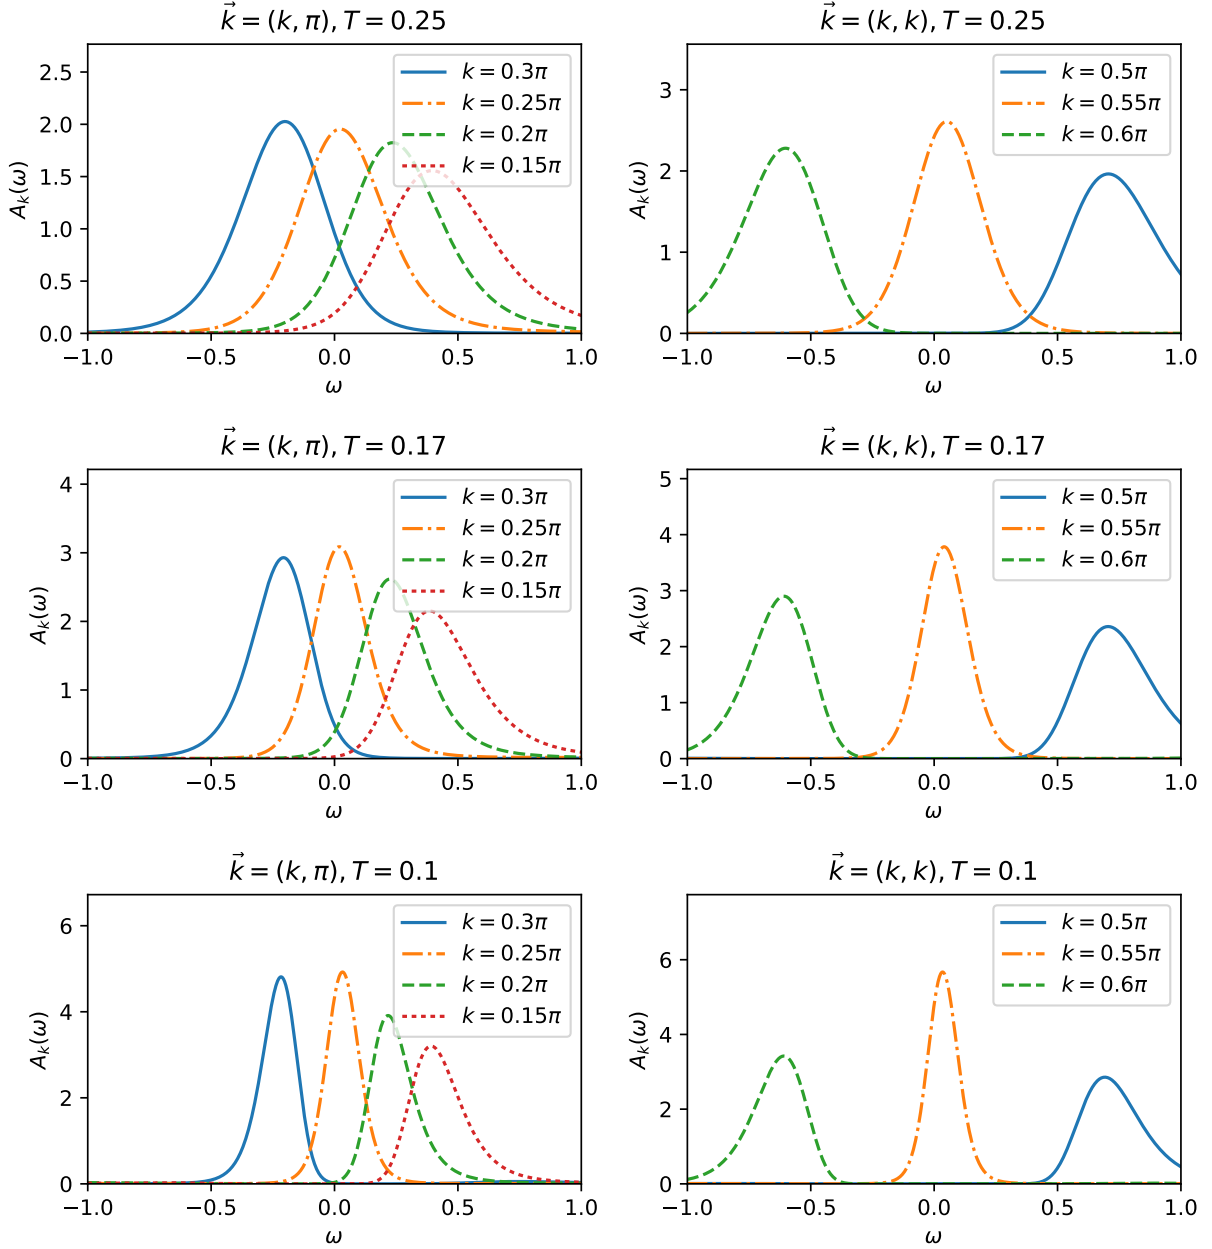 k⃗ = (k, π), T = 0.25
A_k(ω)
2.5
2.0
1.5
1.0
0.5
0.0
k = 0.3π
k = 0.25π
k = 0.2π
k = 0.15π
−1.0 −0.5 0.0 0.5 1.0
ω
k⃗ = (k, k), T = 0.25
A_k(ω)
3
2
1
0
k = 0.5π
k = 0.55π
k = 0.6π
−1.0 −0.5 0.0 0.5 1.0
ω
k⃗ = (k, π), T = 0.17
A_k(ω)
4
3
2
1
0
k = 0.3π
k = 0.25π
k = 0.2π
k = 0.15π
−1.0 −0.5 0.0 0.5 1.0
ω
k⃗ = (k, k), T = 0.17
A_k(ω)
5
4
3
2
1
0
k = 0.5π
k = 0.55π
k = 0.6π
−1.0 −0.5 0.0 0.5 1.0
ω
k⃗ = (k, π), T = 0.1
A_k(ω)
6
4
2
0
k = 0.3π
k = 0.25π
k = 0.2π
k = 0.15π
−1.0 −0.5 0.0 0.5 1.0
ω
k⃗ = (k, k), T = 0.1
A_k(ω)
6
4
2
0
k = 0.5π
k = 0.55π
k = 0.6π
−1.0 −0.5 0.0 0.5 1.0
ω